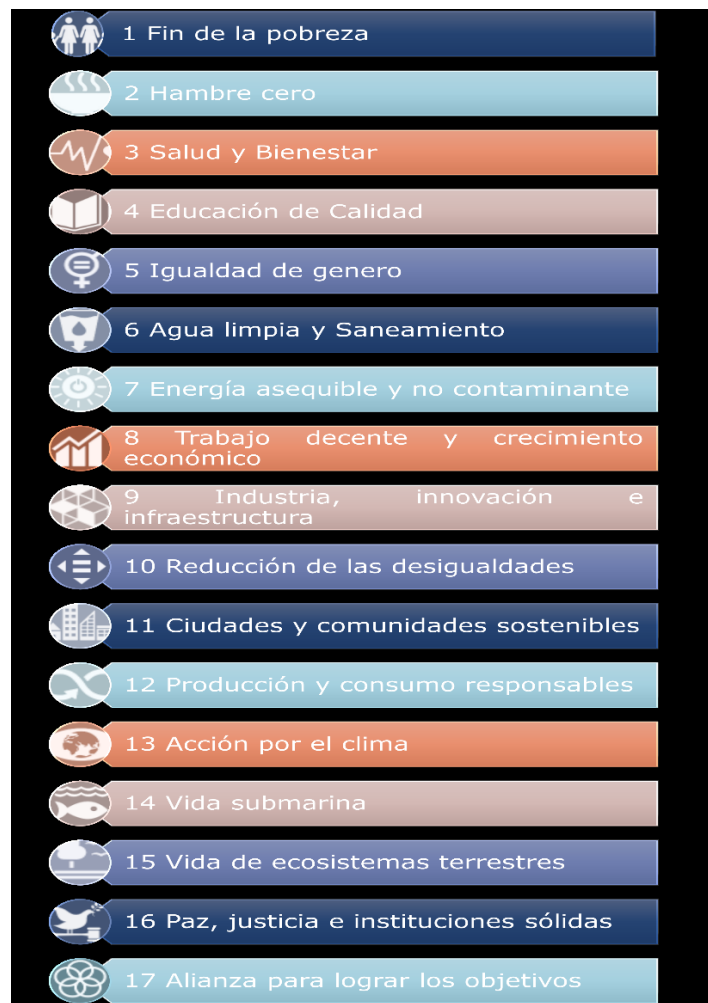 1 Fin de la pobreza
2 Hambre cero
3 Salud y Bienestar
4 Educación de Calidad
5 Igualdad de genero
6 Agua limpia y Saneamiento
7 Energía asequible y no contaminante
8 Trabajo decente y crecimiento
económico
9 Industria, innovación e
infraestructura
10 Reducción de las desigualdades
11 Ciudades y comunidades sostenibles
12 Producción y consumo responsables
13 Acción por el clima
14 Vida submarina
15 Vida de ecosistemas terrestres
16 Paz, justicia e instituciones sólidas
17 Alianza para lograr los objetivos